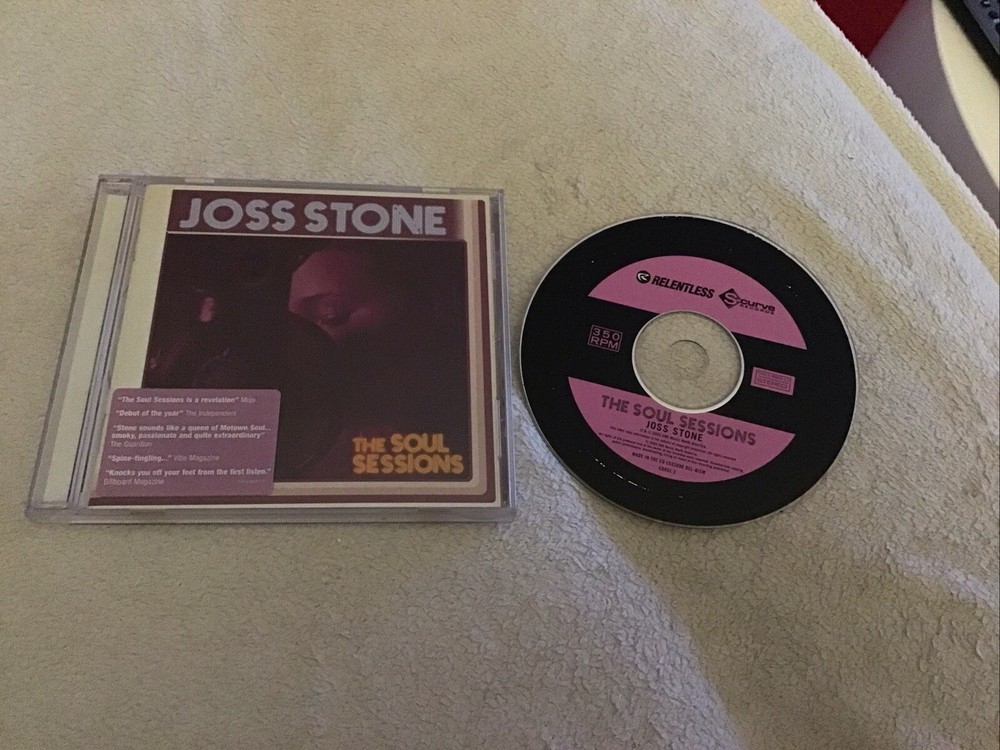 JOSS STONE
"The Soul Sessions is a revelation" Mojo
"Debut of the year" The Independent
"Stone sounds like a queen of Motown Soul...
smoky, passionate and quite extraordinary"
The Guardian
"Spine-tingling..." Vibe Magazine
"Knocks you off your feet from the first listen."
Billboard Magazine
THE SOUL
SESSIONS
RELENTLESS
S-curve
RECORDS
350
RPM
STEREO
THE SOUL SESSIONS
JOSS STONE
MADE IN THE EU